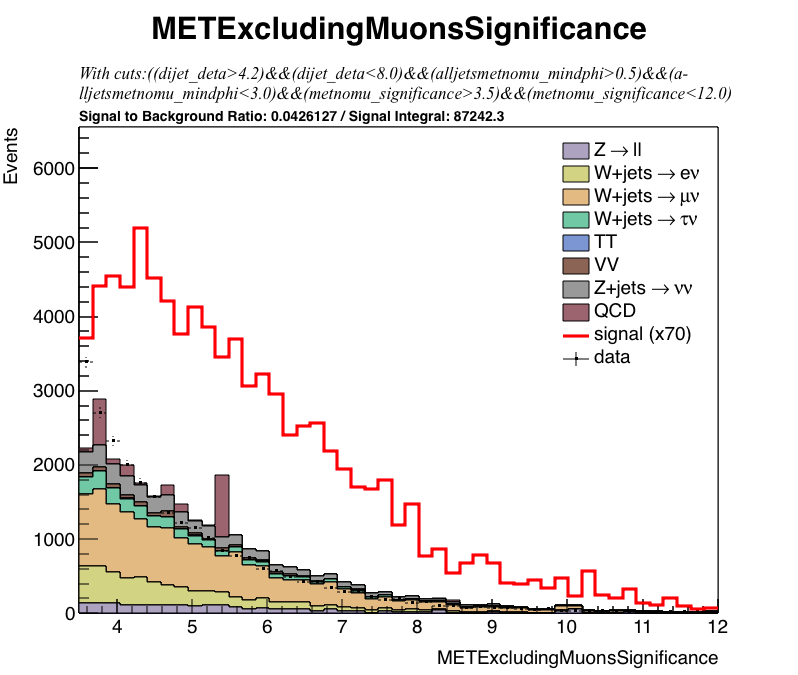 METExcludingMuonsSignificance
With cuts:((dijet_deta>4.2)&&(dijet_deta<8.0)&&(alljetsmetnomu_mindphi>0.5)&&(a-
lljetsmetnomu_mindphi<3.0)&&(metnomu_significance>3.5)&&(metnomu_significance<12.0)
Signal to Background Ratio: 0.0426127 / Signal Integral: 87242.3
Events
6000
5000
4000
3000
2000
1000
0
Z → ll
W+jets → eν
W+jets → μν
W+jets → τν
TT
VV
Z+jets → νν
QCD
signal (x70)
data
4 5 6 7 8 9 10 11 12
METExcludingMuonsSignificance